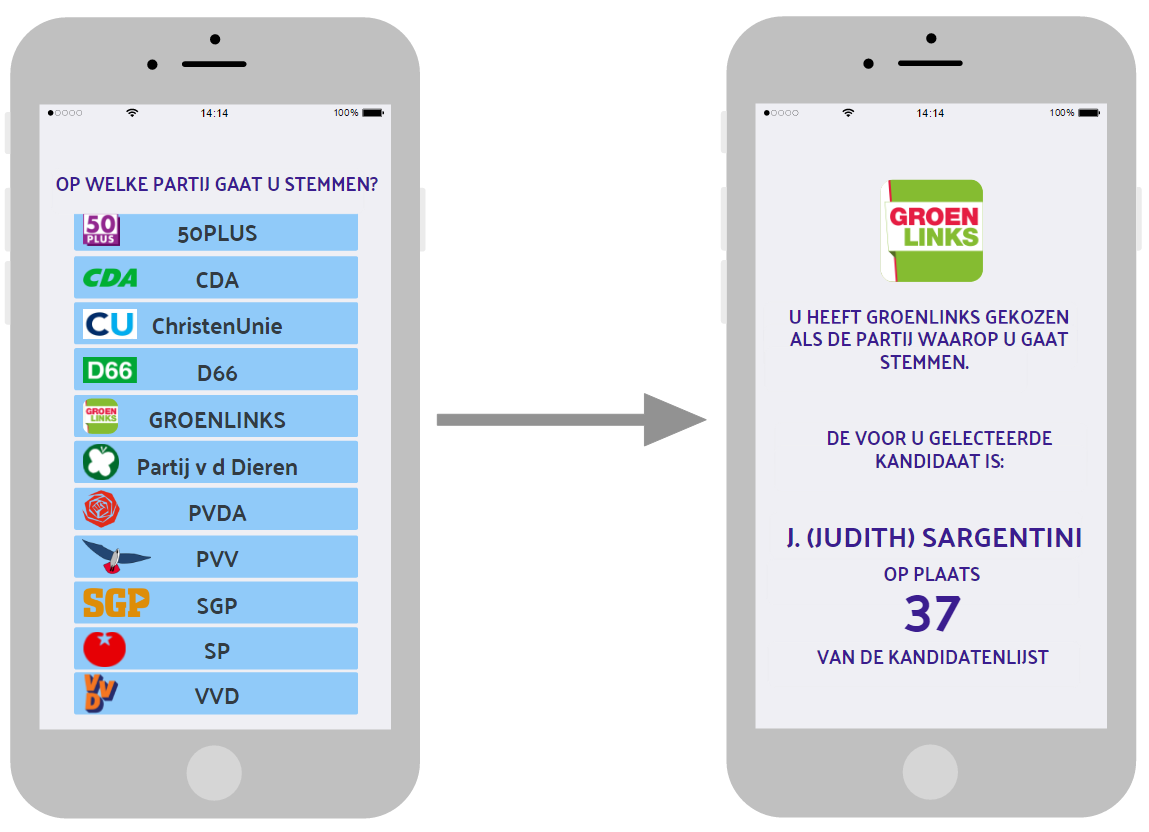 14:14
100%
OP WELKE PARTIJ GAAT U STEMMEN?
50
PLUS
50PLUS
CDA
CDA
CU
ChristenUnie
D66
D66
GROEN
LINKS
GROENLINKS
Partij v d Dieren
PVDA
PVV
SGP
SGP
SP
VVD
VVD
14:14
100%
GROEN
LINKS
U HEEFT GROENLINKS GEKOZEN
ALS DE PARTIJ WAAROP U GAAT
STEMMEN.
DE VOOR U GELECTEERDE
KANDIDAAT IS:
J. (JUDITH) SARGENTINI
OP PLAATS
37
VAN DE KANDIDATENLIJST